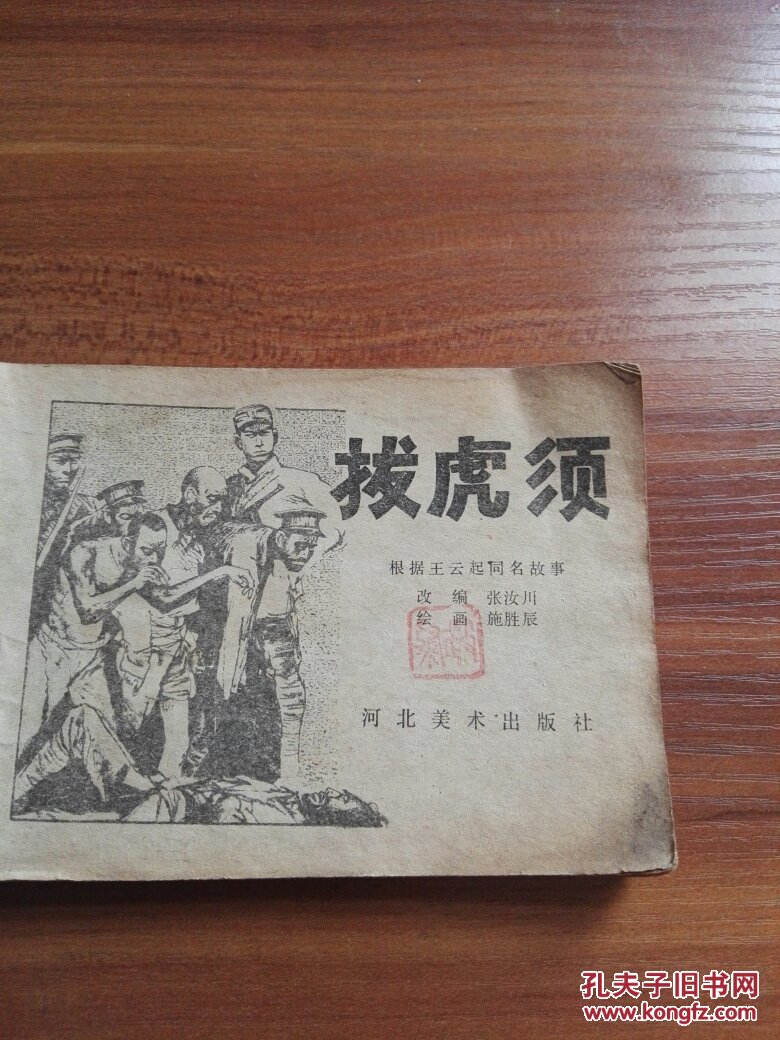 拔虎须
根据王云起同名故事
改 编 张汝川
绘 画 施胜辰
河北美术出版社
孔夫子旧书网
www.kongfz.com